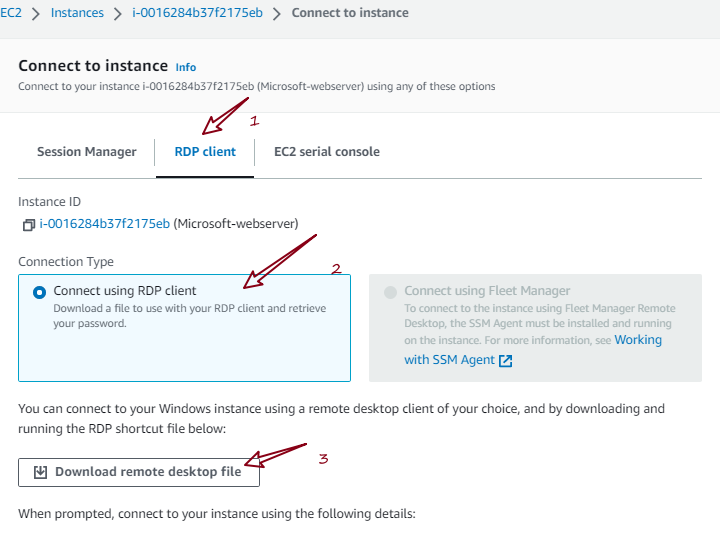 EC2 > Instances > i-0016284b37f2175eb > Connect to instance
Connect to instance Info
Connect to your instance i-0016284b37f2175eb (Microsoft-webserver) using any of these options
1
Session Manager RDP client EC2 serial console
Instance ID
i-0016284b37f2175eb (Microsoft-webserver)
Connection Type
2
Connect using RDP client
Download a file to use with your RDP client and retrieve
your password.
Connect using Fleet Manager
To connect to the instance using Fleet Manager Remote
Desktop, the SSM Agent must be installed and running
on the instance. For more information, see Working
with SSM Agent
You can connect to your Windows instance using a remote desktop client of your choice, and by downloading and
running the RDP shortcut file below:
Download remote desktop file 3
When prompted, connect to your instance using the following details: